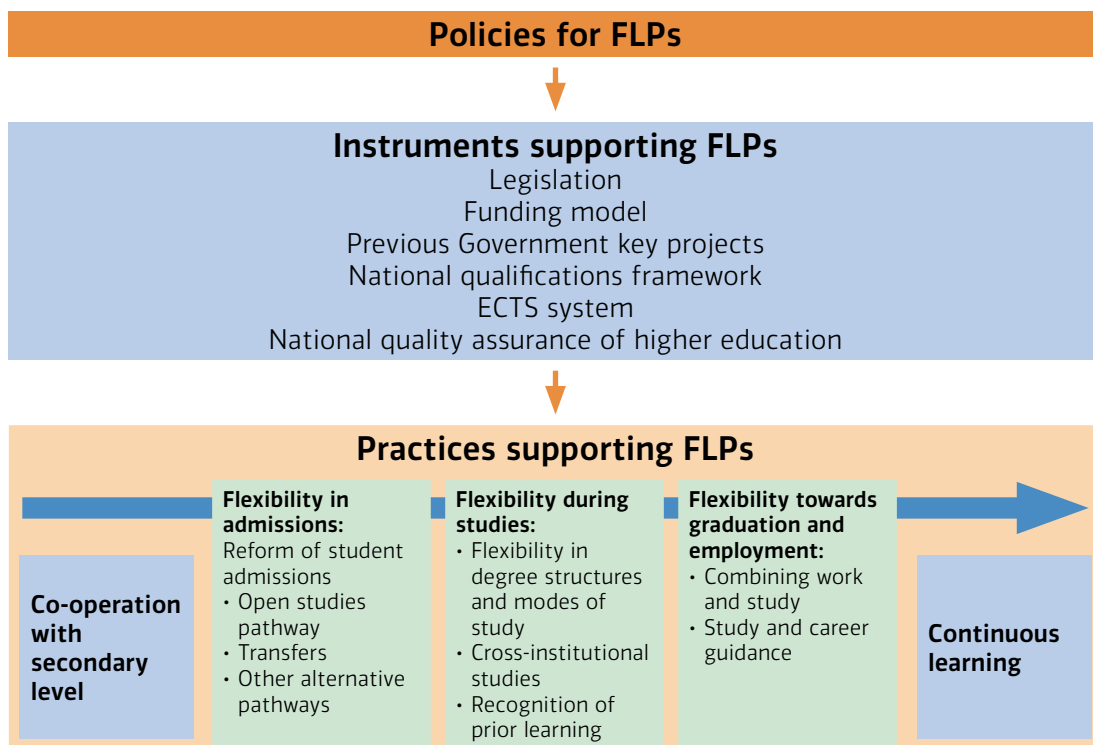 Policies for FLPs
Instruments supporting FLPs
Legislation
Funding model
Previous Government key projects
National qualifications framework
ECTS system
National quality assurance of higher education
Practices supporting FLPs
Co-operation
with
secondary
level
Flexibility in
admissions:
Reform of student
admissions
• Open studies
pathway
• Transfers
• Other alternative
pathways
Flexibility during
studies:
• Flexibility in
degree structures
and modes of
study
• Cross-institutional
studies
• Recognition of
prior learning
Flexibility towards
graduation and
employment:
• Combining work
and study
• Study and career
guidance
Continuous
learning